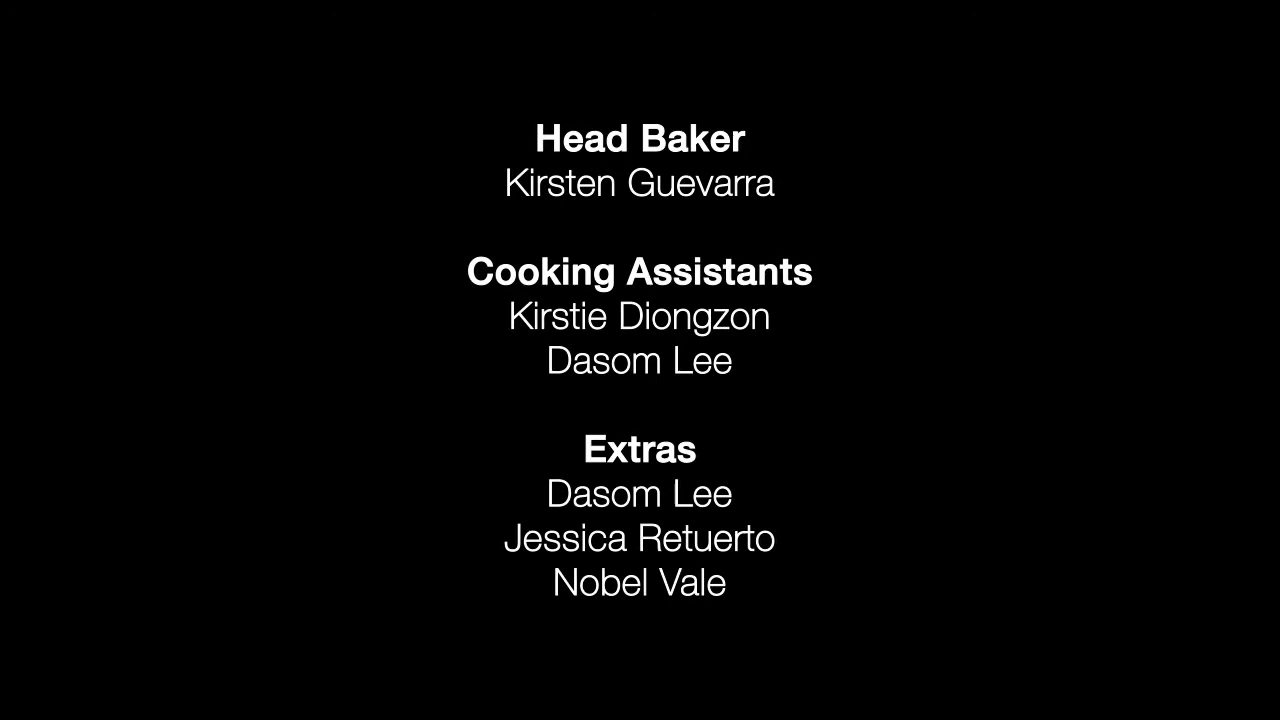 Head Baker
Kirsten Guevarra
Cooking Assistants
Kirstie Diongzon
Dasom Lee
Extras
Dasom Lee
Jessica Retuerto
Nobel Vale